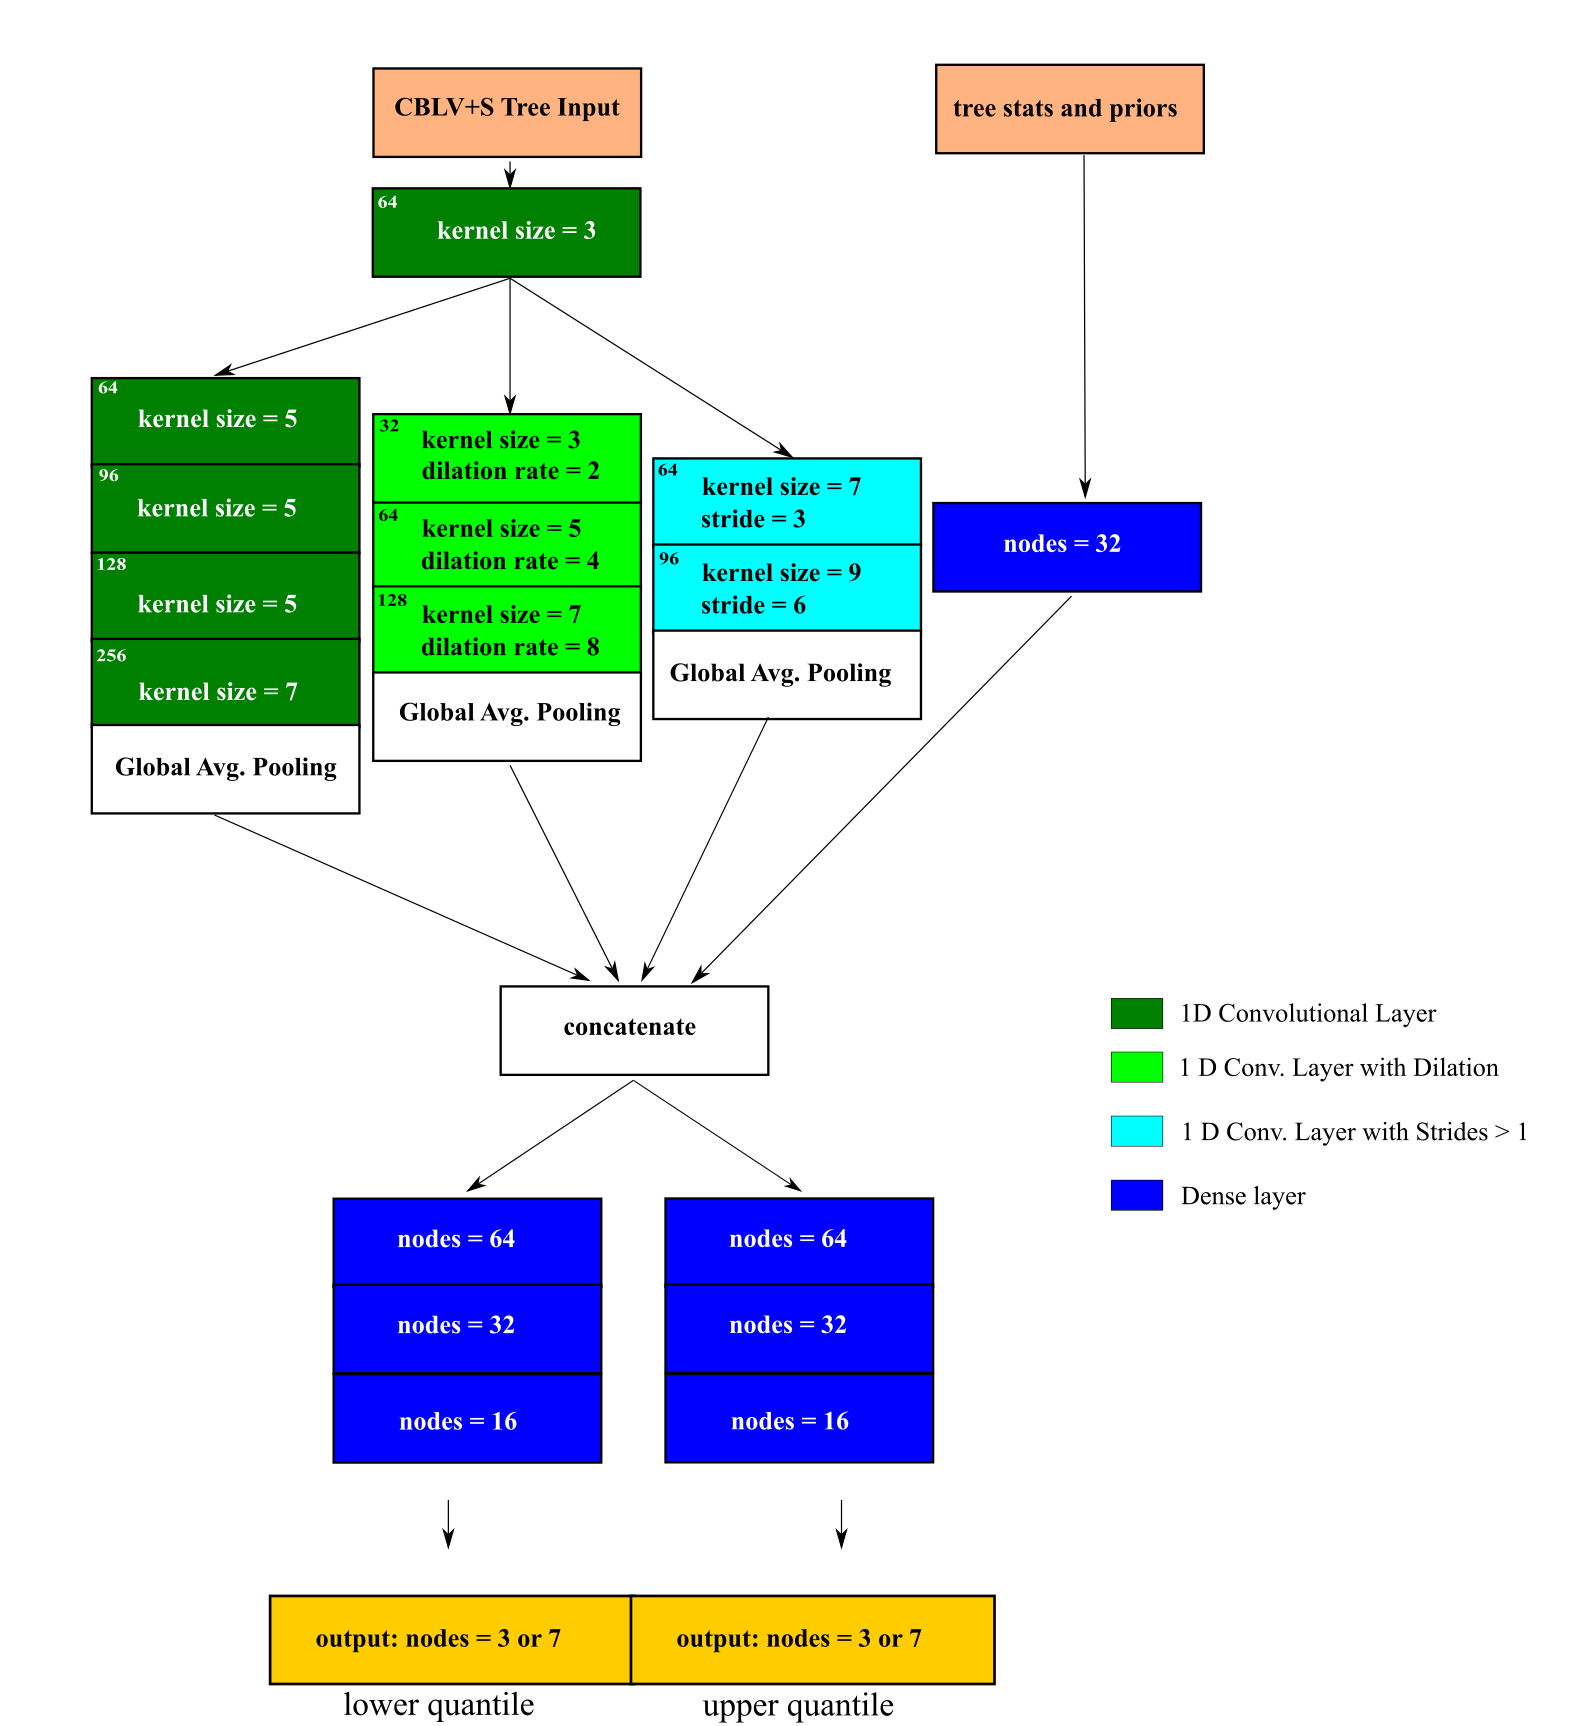 CBLV+S Tree Input
tree stats and priors
64
kernel size = 3
64
kernel size = 5
96
kernel size = 5
128
kernel size = 5
256
kernel size = 7
Global Avg. Pooling
32
kernel size = 3
dilation rate = 2
64
kernel size = 5
dilation rate = 4
128
kernel size = 7
dilation rate = 8
Global Avg. Pooling
64
kernel size = 7
stride = 3
96
kernel size = 9
stride = 6
Global Avg. Pooling
nodes = 32
concatenate
1D Convolutional Layer
1 D Conv. Layer with Dilation
1 D Conv. Layer with Strides > 1
Dense layer
nodes = 64
nodes = 32
nodes = 16
nodes = 64
nodes = 32
nodes = 16
output: nodes = 3 or 7
lower quantile
output: nodes = 3 or 7
upper quantile